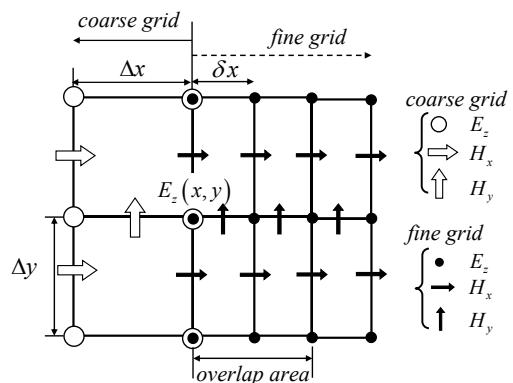 coarse grid
fine grid
Δx
δx
E_z(x, y)
Δy
overlap area
coarse grid
E_z
H_x
H_y
fine grid
E_z
H_x
H_y